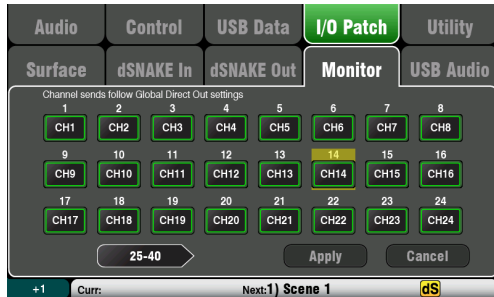 Audio Control USB Data I/O Patch Utility
Surface dSNAKE In dSNAKE Out Monitor USB Audio
Channel sends follow Global Direct Out settings
1 2 3 4 5 6 7 8
CH1 CH2 CH3 CH4 CH5 CH6 CH7 CH8
9 10 11 12 13 14 15 16
CH9 CH10 CH11 CH12 CH13 CH14 CH15 CH16
17 18 19 20 21 22 23 24
CH17 CH18 CH19 CH20 CH21 CH22 CH23 CH24
25-40 Apply Cancel
+1 Curr: Next:1) Scene 1 dS